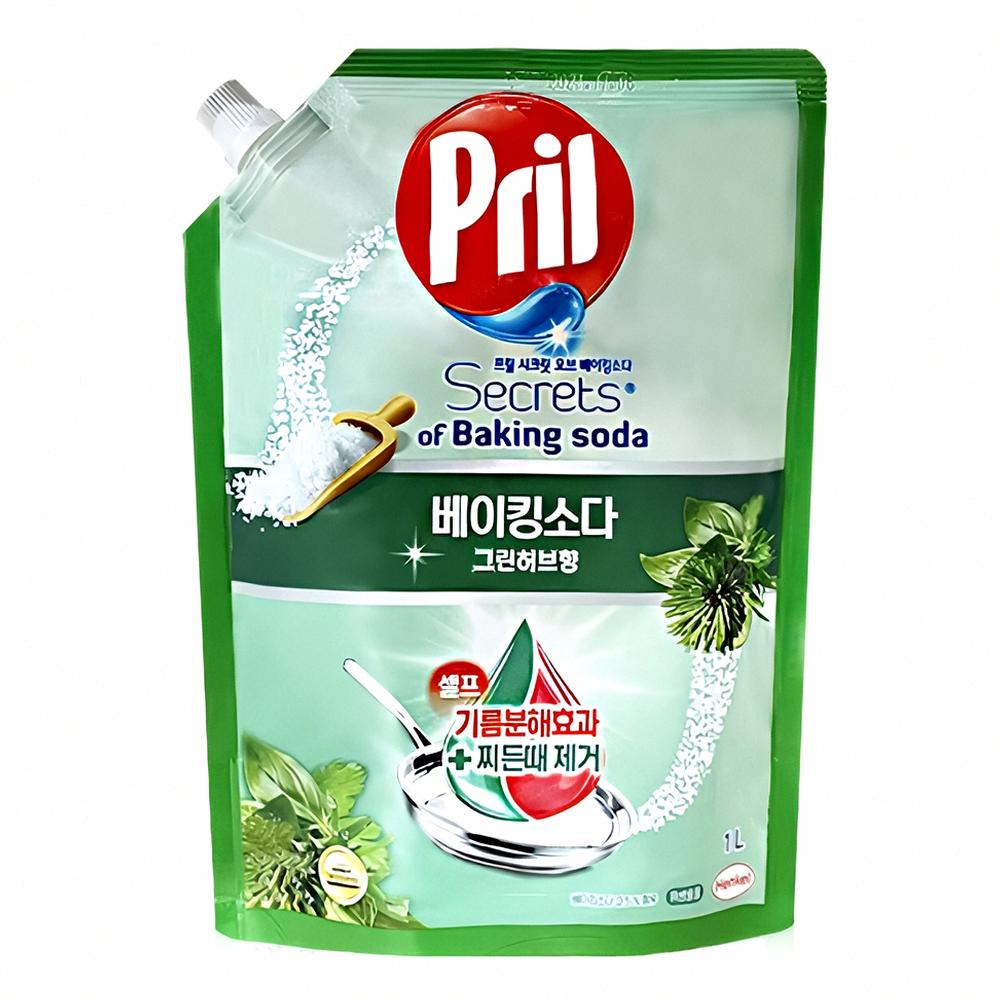 Pril
프릴 시크릿 오브 베이킹소다
Secrets
of Baking soda
베이킹소다
그린허브향
셀프
기름분해효과
+ 찌든때 제거
1L
Henkel